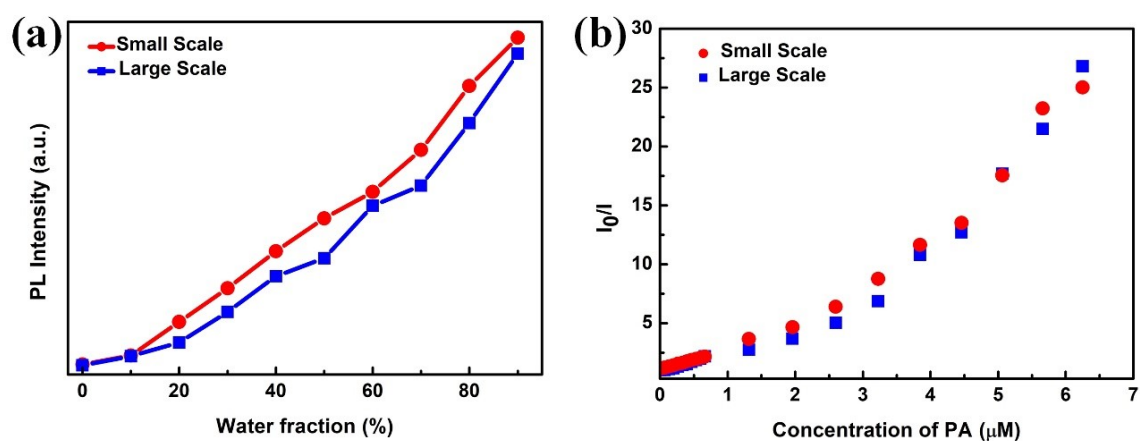 (a)
Small Scale
Large Scale
PL Intensity (a.u.)
0 20 40 60 80
Water fraction (%)
(b)
Small Scale
Large Scale
30
25
20
15
10
5
I0/I
0 1 2 3 4 5 6 7
Concentration of PA (μM)